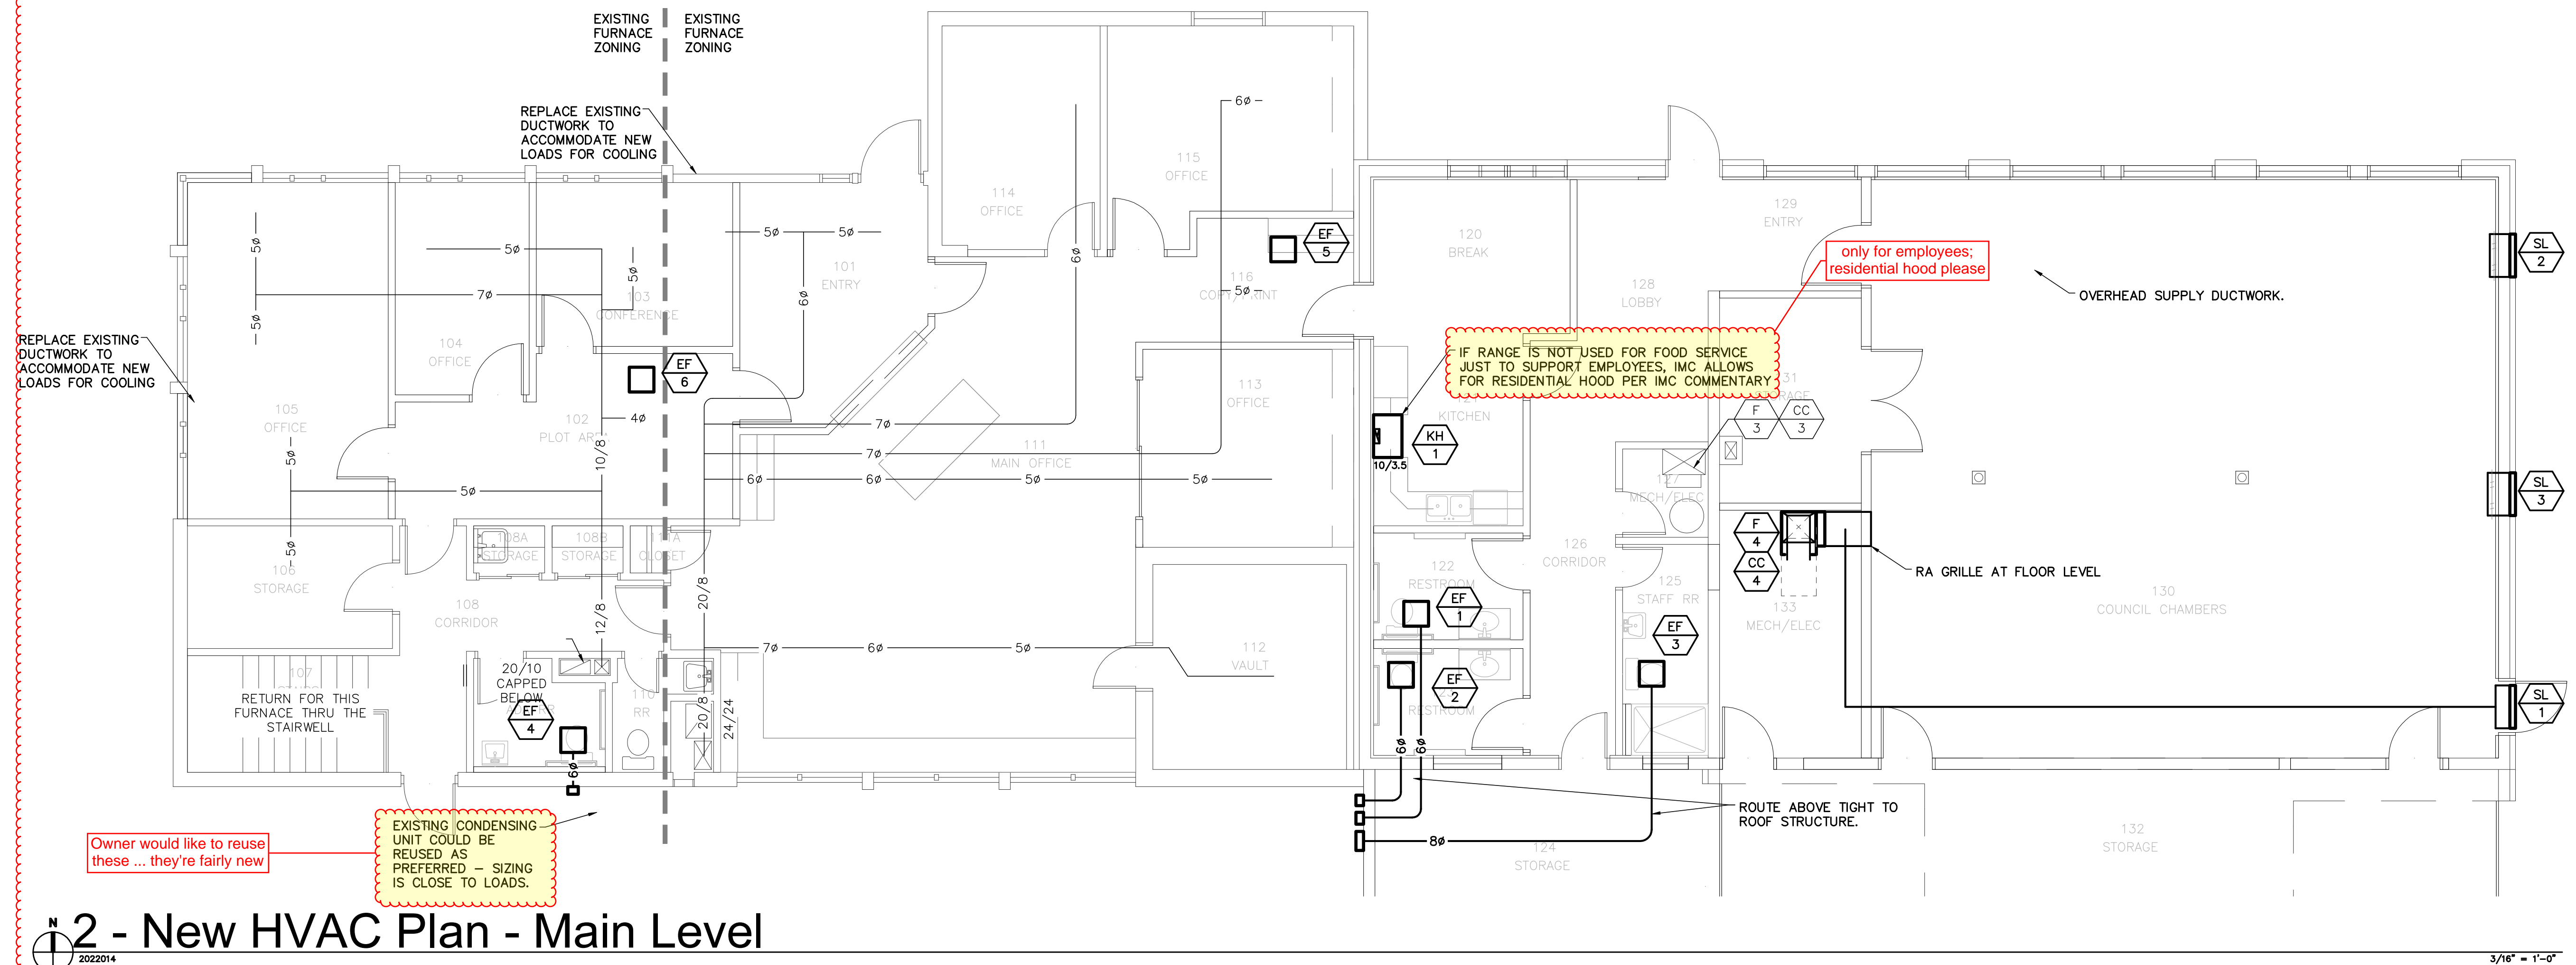 EXISTING
FURNACE
ZONING
EXISTING
FURNACE
ZONING
REPLACE EXISTING
DUCTWORK TO
ACCOMMODATE NEW
LOADS FOR COOLING
6ø
115
OFFICE
114
OFFICE
5ø
5ø
5ø
5ø
5ø
101
ENTRY
6ø
6ø
EF
5
116
COPY/PRINT
5ø
120
BREAK
129
ENTRY
128
LOBBY
only for employees;
residential hood please
SL
2
OVERHEAD SUPPLY DUCTWORK.
7ø
5ø
103
CONFERENCE
104
OFFICE
REPLACE EXISTING
DUCTWORK TO
ACCOMMODATE NEW
LOADS FOR COOLING
EF
6
IF RANGE IS NOT USED FOR FOOD SERVICE
JUST TO SUPPORT EMPLOYEES, IMC ALLOWS
FOR RESIDENTIAL HOOD PER IMC COMMENTARY
113
OFFICE
105
OFFICE
102
PLOT AREA
4ø
7ø
7ø
111
MAIN OFFICE
KITCHEN
KH
1
10/3.5
F
3
CC
3
5ø
10/8
5ø
6ø
6ø
5ø
5ø
127
MECH/ELEC
SL
3
108A
STORAGE
108B
STORAGE
111A
CLOSET
5ø
106
STORAGE
F
4
CC
4
RA GRILLE AT FLOOR LEVEL
126
CORRIDOR
122
RESTROOM
EF
1
125
STAFF RR
EF
3
133
MECH/ELEC
130
COUNCIL CHAMBERS
108
CORRIDOR
12/8
20/8
7ø
6ø
5ø
112
VAULT
107
RETURN FOR THIS
FURNACE THRU THE
STAIRWELL
20/10
CAPPED
BELOW
EF
4
110
RR
20/8
24/24
EF
2
RESTROOM
SL
1
6ø
6ø
6ø
ROUTE ABOVE TIGHT TO
ROOF STRUCTURE.
8ø
124
STORAGE
132
STORAGE
Owner would like to reuse
these ... they're fairly new
EXISTING CONDENSING
UNIT COULD BE
REUSED AS
PREFERRED – SIZING
IS CLOSE TO LOADS.
N
2 - New HVAC Plan - Main Level
2022014
3/16" = 1'-0"